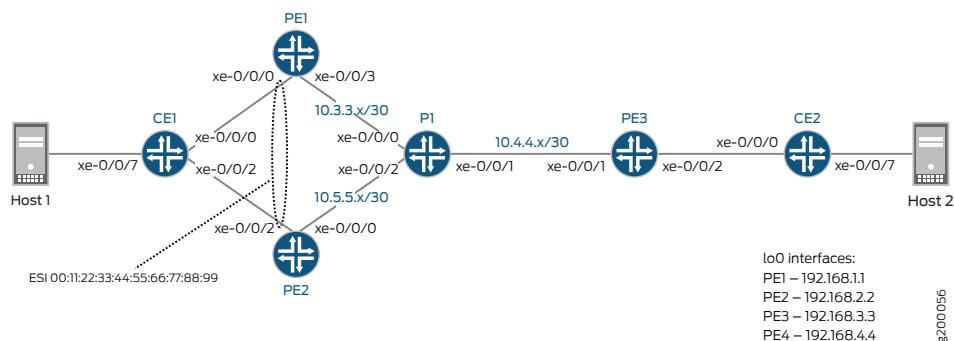 PE1
xe-0/0/0
xe-0/0/3
10.3.3.x/30
CE1
xe-0/0/0
xe-0/0/0
P1
10.4.4.x/30
PE3
xe-0/0/0
CE2
xe-0/0/7
xe-0/0/2
xe-0/0/2
xe-0/0/1
xe-0/0/1
xe-0/0/2
xe-0/0/7
Host 1
10.5.5.x/30
Host 2
xe-0/0/2
xe-0/0/0
ESI 00:11:22:33:44:55:66:77:88:99
PE2
lo0 interfaces:
PE1 – 192.168.1.1
PE2 – 192.168.2.2
PE3 – 192.168.3.3
PE4 – 192.168.4.4
g200056